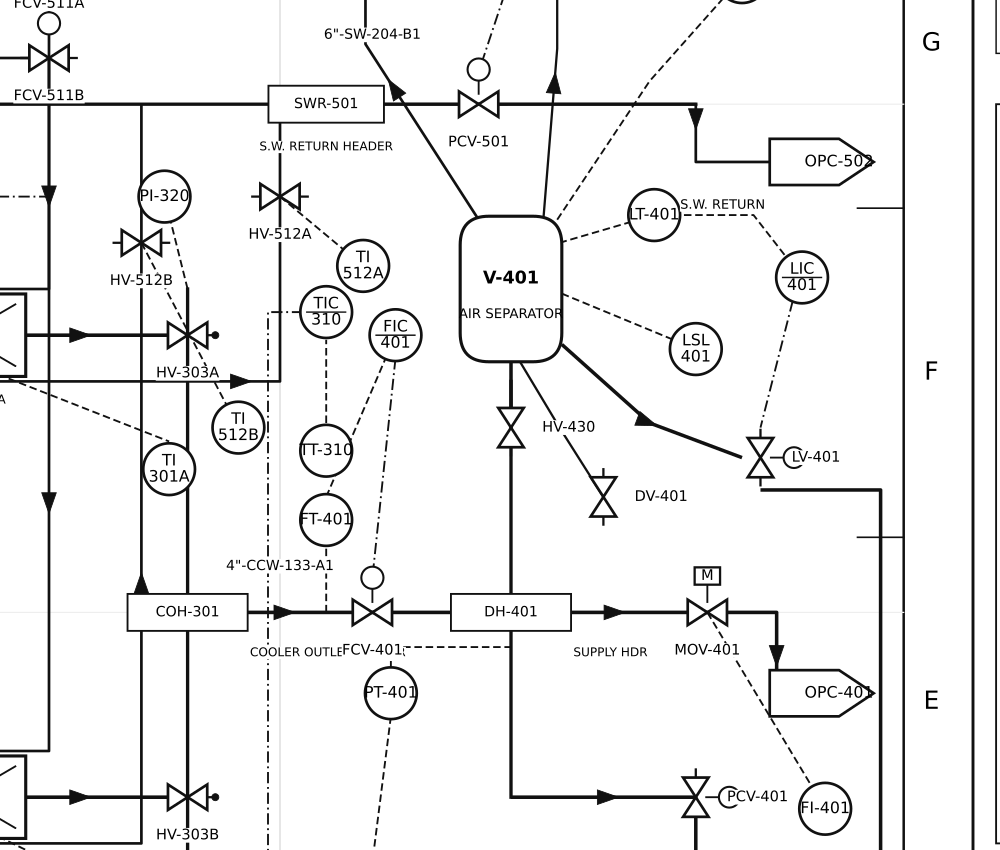 FCV-511A
6"-SW-204-B1
G
FCV-511B
SWR-501
PCV-501
S.W. RETURN HEADER
OPC-502
PI-320
LT-401
S.W. RETURN
HV-512A
TI
512A
HV-512B
V-401
LIC
401
AIR SEPARATOR
TIC
310
FIC
401
LSL
401
HV-303A
F
A
TI
512B
HV-430
TT-310
LV-401
TI
301A
DV-401
FT-401
4"-CCW-133-A1
M
COH-301
DH-401
COOLER OUTLE
FCV-401
SUPPLY HDR
MOV-401
PT-401
OPC-401
E
PCV-401
FI-401
HV-303B